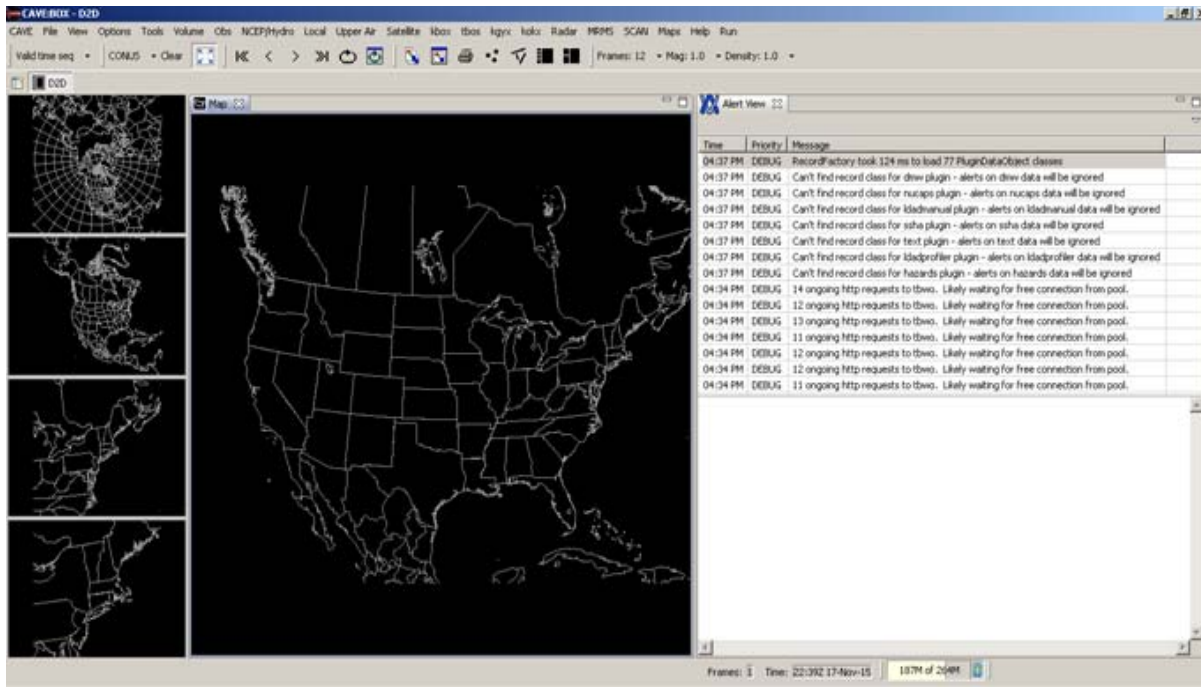 CAVE:BOX - D2D
CAVE File View Options Tools Volume Obs NCEP/Hydro Local Upper Air Satellite kbox tbos kgyx kokx Radar MRMS SCAN Maps Help Run
Valid time seq CONUS Clear Frames: 12 Mag: 1.0 Density: 1.0
D2D
Map
Alert View
Time Priority Message
04:37 PM DEBUG RecordFactory took 124 ms to load 77 PluginDataObject classes
04:37 PM DEBUG Can't find record class for dmw plugin - alerts on dmw data will be ignored
04:37 PM DEBUG Can't find record class for nucaps plugin - alerts on nucaps data will be ignored
04:37 PM DEBUG Can't find record class for ldadmanual plugin - alerts on ldadmanual data will be ignored
04:37 PM DEBUG Can't find record class for ssha plugin - alerts on ssha data will be ignored
04:37 PM DEBUG Can't find record class for text plugin - alerts on text data will be ignored
04:37 PM DEBUG Can't find record class for ldadprofiler plugin - alerts on ldadprofiler data will be ignored
04:37 PM DEBUG Can't find record class for hazards plugin - alerts on hazards data will be ignored
04:34 PM DEBUG 14 ongoing http requests to tbwo. Likely waiting for free connection from pool.
04:34 PM DEBUG 12 ongoing http requests to tbwo. Likely waiting for free connection from pool.
04:34 PM DEBUG 13 ongoing http requests to tbwo. Likely waiting for free connection from pool.
04:34 PM DEBUG 11 ongoing http requests to tbwo. Likely waiting for free connection from pool.
04:34 PM DEBUG 12 ongoing http requests to tbwo. Likely waiting for free connection from pool.
04:34 PM DEBUG 12 ongoing http requests to tbwo. Likely waiting for free connection from pool.
04:34 PM DEBUG 11 ongoing http requests to tbwo. Likely waiting for free connection from pool.
Frames: 1 Time: 22:39Z 17-Nov-15 187M of 264M